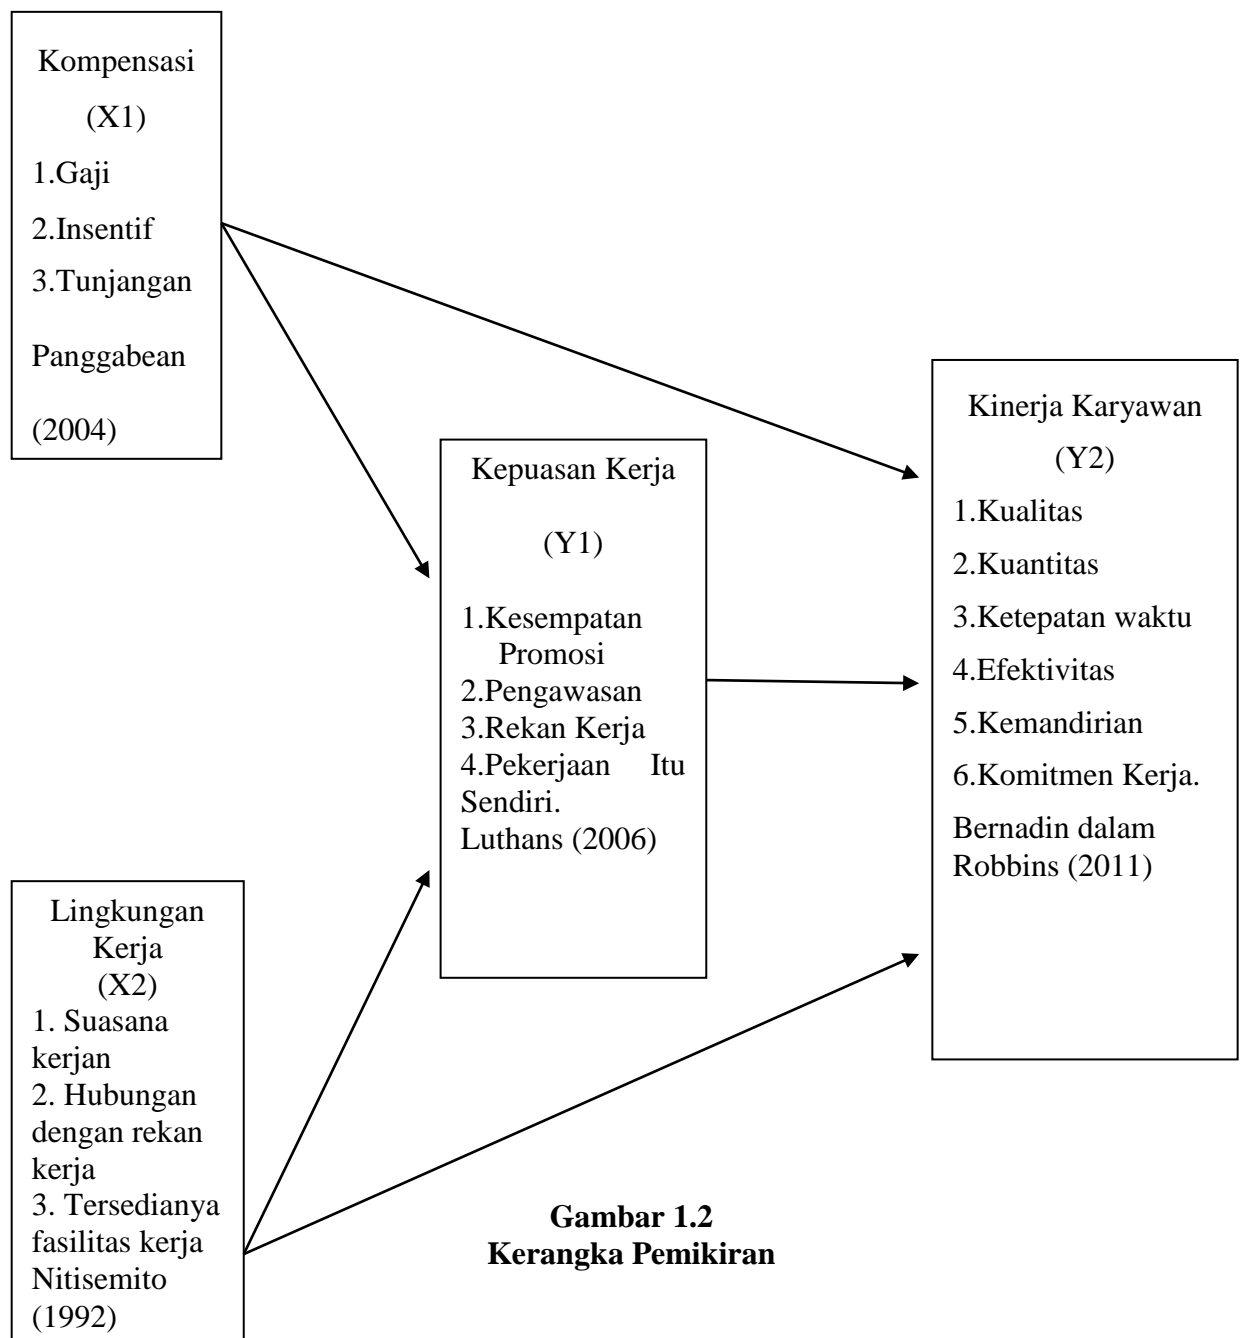 Kompensasi
(X1)
1.Gaji
2.Insentif
3.Tunjangan
Panggabean
(2004)
Kepuasan Kerja
(Y1)
1.Kesempatan
Promosi
2.Pengawasan
3.Rekan Kerja
4.Pekerjaan Itu
Sendiri.
Luthans (2006)
Kinerja Karyawan
(Y2)
1.Kualitas
2.Kuantitas
3.Ketepatan waktu
4.Efektivitas
5.Kemandirian
6.Komitmen Kerja.
Bernadin dalam
Robbins (2011)
Lingkungan
Kerja
(X2)
1. Suasana
kerjan
2. Hubungan
dengan rekan
kerja
3. Tersedianya
fasilitas kerja
Nitisemito
(1992)
Gambar 1.2
Kerangka Pemikiran